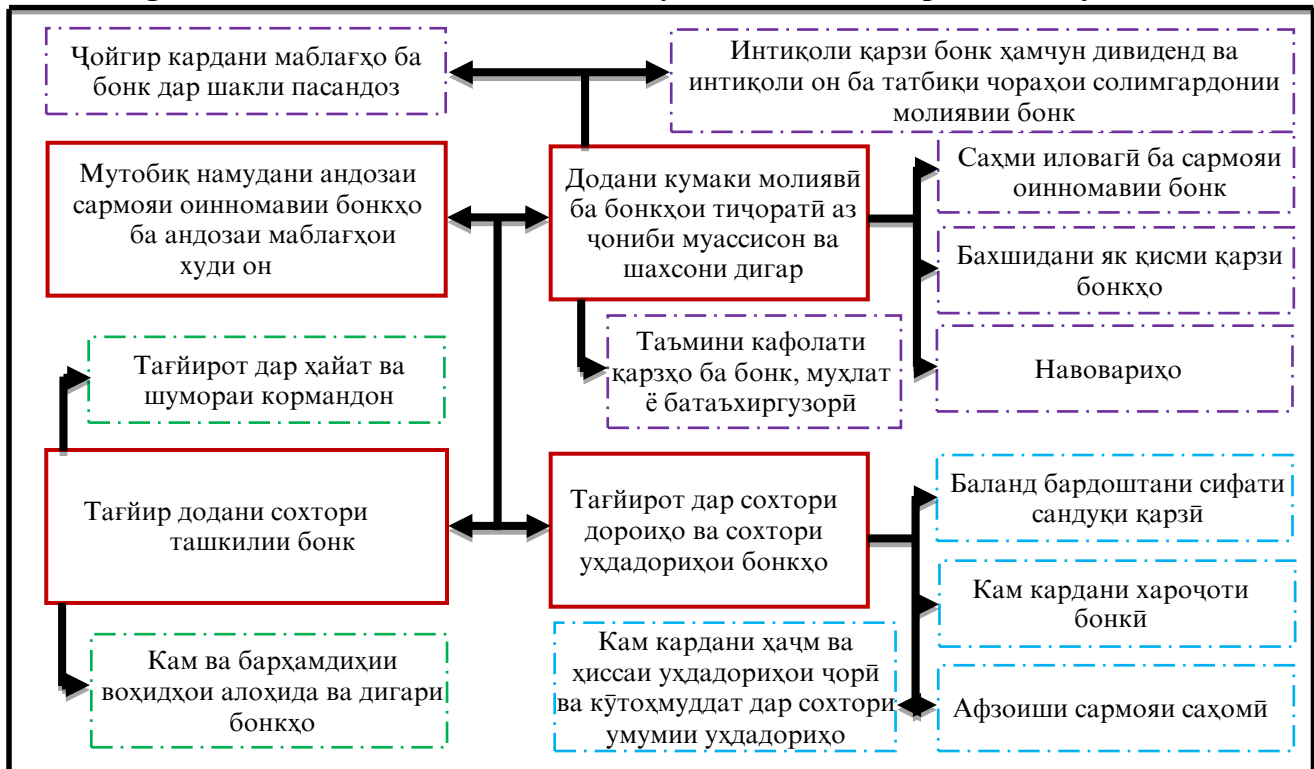 Ҷойгир кардани маблағҳо ба
бонк дар шакли пасандоз
Интиқоли қарзи бонк ҳамчун дивиденд ва
интиқоли он ба татбиқи чораҳои солимгардонии
молиявии бонк
Мутобиқ намудани андозаи
сармояи оинномавии бонкҳо
ба андозаи маблағҳои
худи он
Додани кумаки молиявӣ
ба бонкҳои тиҷоратӣ аз
ҷониби муассисон ва
шахсони дигар
Саҳми иловагӣ ба сармояи
оинномавии бонк
Бахшидани як қисми қарзи
бонкҳо
Навовариҳо
Таъмини кафолати
қарзҳо ба бонк, муҳлат
ё батаъхиргузорӣ
Тағйирот дар ҳайат ва
шумораи кормандон
Тағйир додани сохтори
ташкилии бонк
Кам ва барҳамдиҳии
воҳидҳои алоҳида ва дигари
бонкҳо
Тағйирот дар сохтори
дороиҳо ва сохтори
уҳдадориҳои бонкҳо
Баланд бардоштани сифати
сандуқи қарзӣ
Кам кардани хароҷоти
бонкӣ
Афзоиши сармояи саҳомӣ
Кам кардани ҳаҷм ва
ҳиссаи уҳдадориҳои ҷорӣ
ва кӯтоҳмуддат дар сохтори
умумии уҳдадориҳо